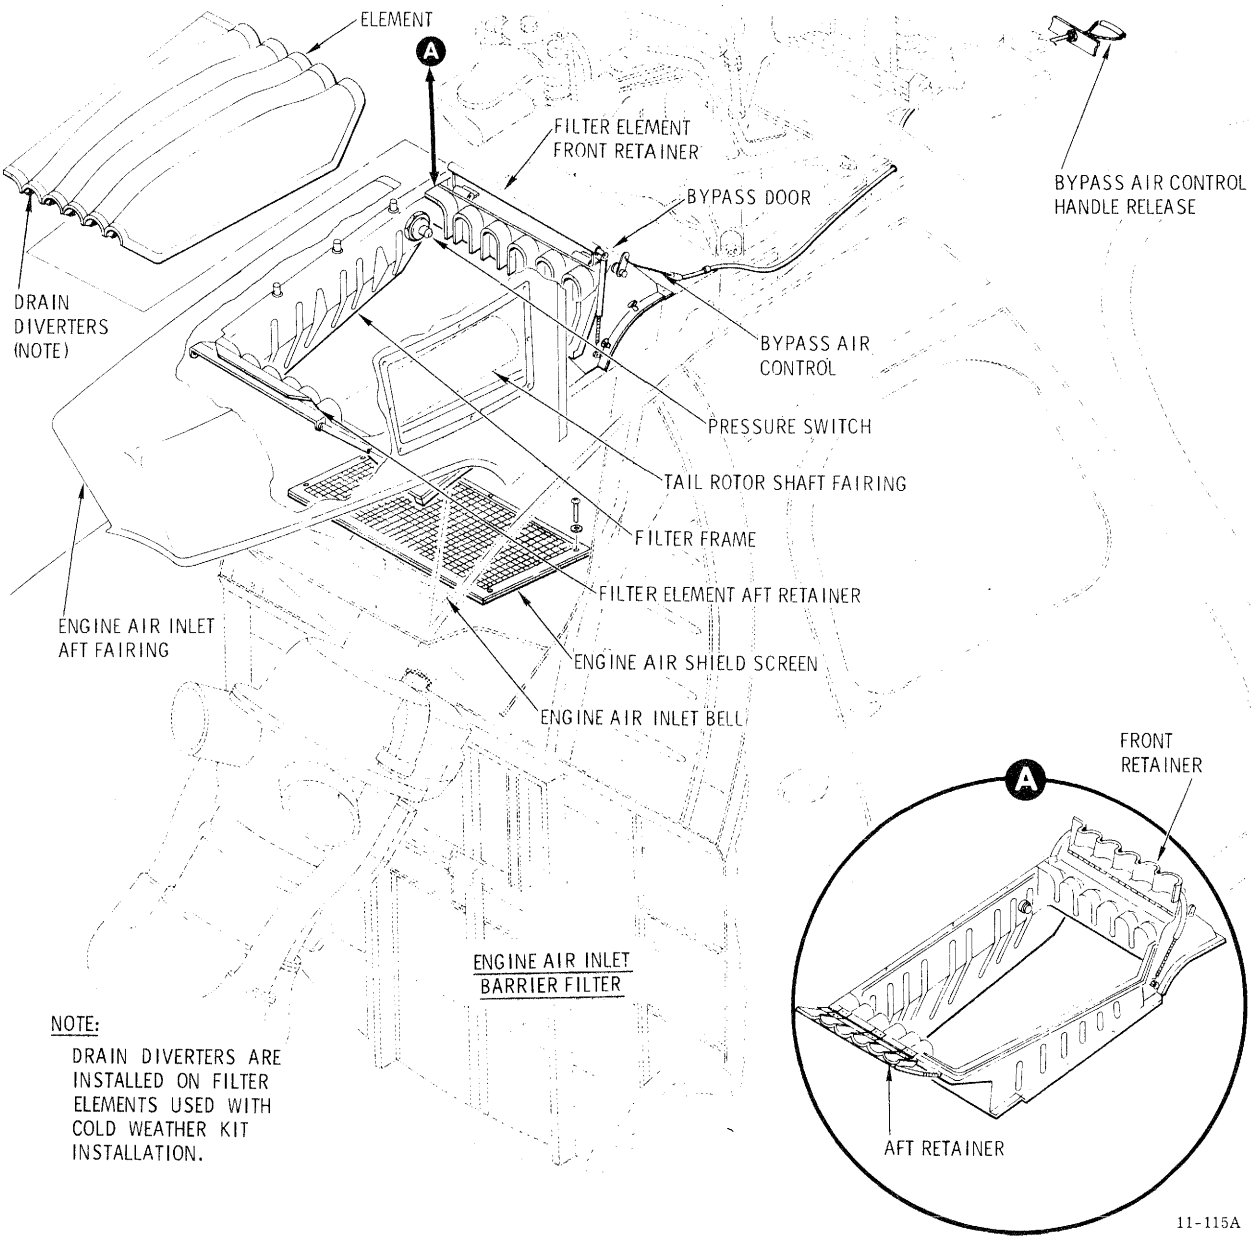 ELEMENT
A
FILTER ELEMENT
FRONT RETAINER
BYPASS DOOR
BYPASS AIR CONTROL
HANDLE RELEASE
DRAIN
DIVERTERS
(NOTE)
BYPASS AIR
CONTROL
PRESSURE SWITCH
TAIL ROTOR SHAFT FAIRING
FILTER FRAME
FILTER ELEMENT AFT RETAINER
ENGINE AIR INLET
AFT FAIRING
ENGINE AIR SHIELD SCREEN
ENGINE AIR INLET BELL
FRONT
RETAINER
A
ENGINE AIR INLET
BARRIER FILTER
NOTE:
DRAIN DIVERTERS ARE
INSTALLED ON FILTER
ELEMENTS USED WITH
COLD WEATHER KIT
INSTALLATION.
AFT RETAINER
11-115A